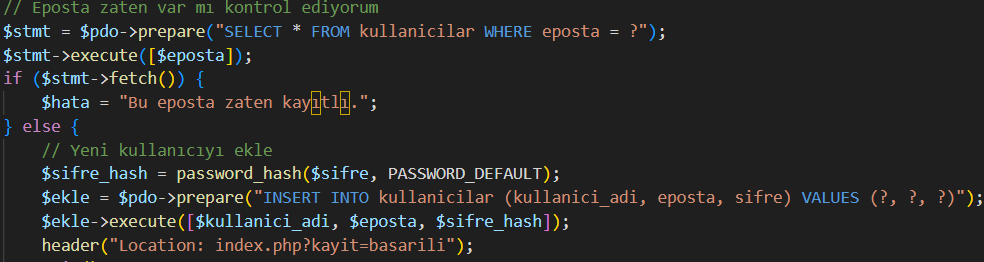 // Eposta zaten var mı kontrol ediyorum
$stmt = $pdo->prepare("SELECT * FROM kullanicilar WHERE eposta = ?");
$stmt->execute([$eposta]);
if ($stmt->fetch()) {
    $hata = "Bu eposta zaten kayıtlı.";
} else {
    // Yeni kullanıcıyı ekle
    $sifre_hash = password_hash($sifre, PASSWORD_DEFAULT);
    $ekle = $pdo->prepare("INSERT INTO kullanicilar (kullanici_adi, eposta, sifre) VALUES (?, ?, ?)");
    $ekle->execute([$kullanici_adi, $eposta, $sifre_hash]);
    header("Location: index.php?kayit=basarili");